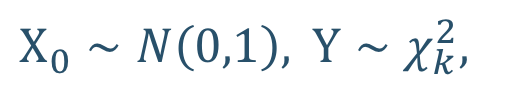 X₀ ~ N(0,1), Y ~ χ²ₖ,